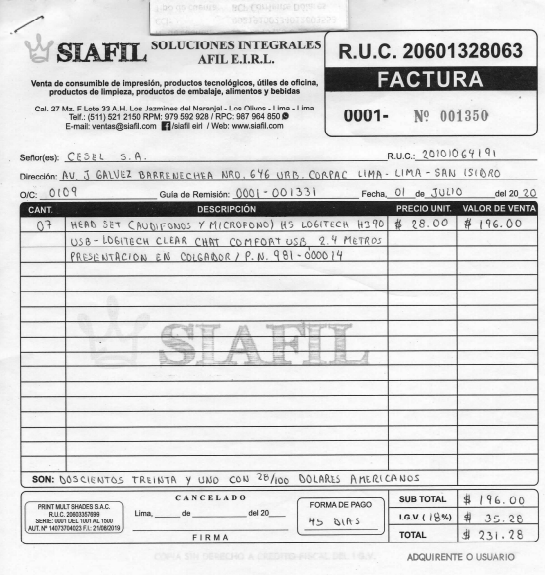 SIAFIL SOLUCIONES INTEGRALES AFIL E.I.R.L.
Venta de consumible de impresión, productos tecnológicos, útiles de oficina,
productos de limpieza, productos de embalaje, alimentos y bebidas
Cal. 27 Mz. F Lote 33 A.H. Los Jazmines del Naranjal - Los Olivos - Lima - Lima
Telf.: (511) 521 2150 RPM: 979 592 928 / RPC: 987 964 850
E-mail: ventas@siafil.com /siafil eirl / Web: www.siafil.com
R.U.C. 20601328063
FACTURA
0001- Nº 001350
Señor(es): CESEL S.A. R.U.C.: 20101064191
Dirección: AV. J GALVEZ BARRENECHEA NRO. 646 URB. CORPAC LIMA - LIMA - SAN ISIDRO
O/C: 0109 Guía de Remisión: 0001-001331 Fecha, 01 de JULIO del 2020
CANT. DESCRIPCIÓN PRECIO UNIT. VALOR DE VENTA
07 HEAD SET (AUDIFONOS Y MICROFONO) HS LOGITECH H390 $ 28.00 $ 196.00
USB - LOGITECH CLEAR CHAT COMFORT USB, 2.4 METROS
PRESENTACION EN COLGADOR / P.N. 981-000014
SIAFIL
SON: DOSCIENTOS TREINTA Y UNO CON 28/100 DOLARES AMERICANOS
PRINT MULT SHADES S.A.C.
R.U.C. 20603357699
SERIE: 0001 DEL 1001 AL 1500
AUT. Nº 14073704023 F.I.: 21/08/2019
CANCELADO
Lima, ___ de ___ del 20___
FIRMA
FORMA DE PAGO
45 DIAS
SUB TOTAL $ 196.00
I.G.V (18%) $ 35.28
TOTAL $ 231.28
ADQUIRENTE O USUARIO